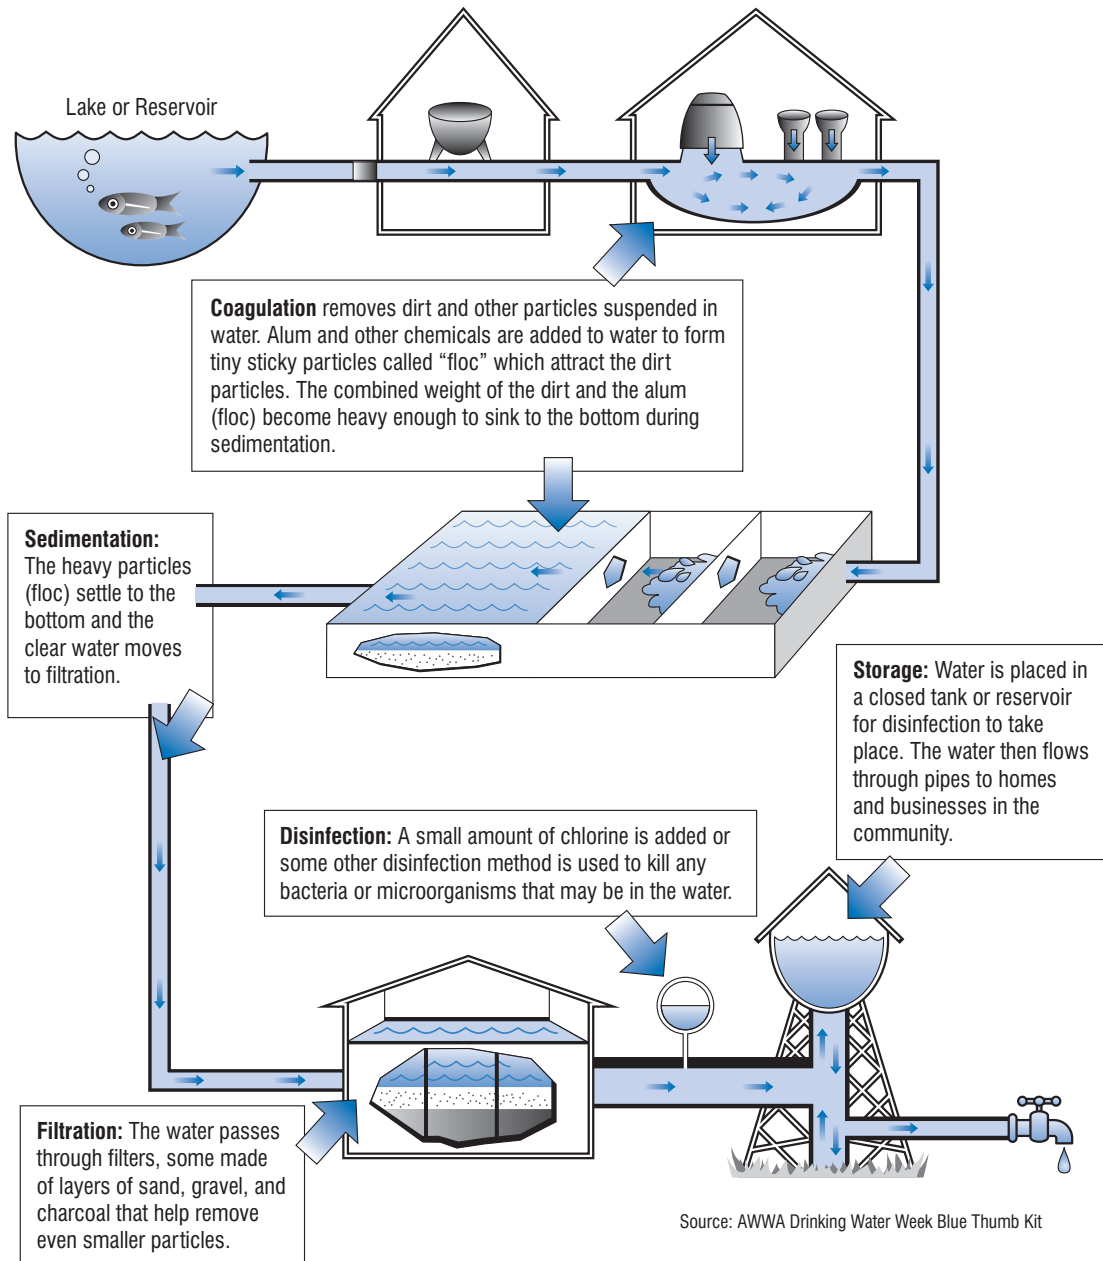 Lake or Reservoir
Coagulation removes dirt and other particles suspended in
water. Alum and other chemicals are added to water to form
tiny sticky particles called “floc” which attract the dirt
particles. The combined weight of the dirt and the alum
(floc) become heavy enough to sink to the bottom during
sedimentation.
Sedimentation:
The heavy particles
(floc) settle to the
bottom and the
clear water moves
to filtration.
Storage: Water is placed in
a closed tank or reservoir
for disinfection to take
place. The water then flows
through pipes to homes
and businesses in the
community.
Disinfection: A small amount of chlorine is added or
some other disinfection method is used to kill any
bacteria or microorganisms that may be in the water.
Filtration: The water passes
through filters, some made
of layers of sand, gravel, and
charcoal that help remove
even smaller particles.
Source: AWWA Drinking Water Week Blue Thumb Kit